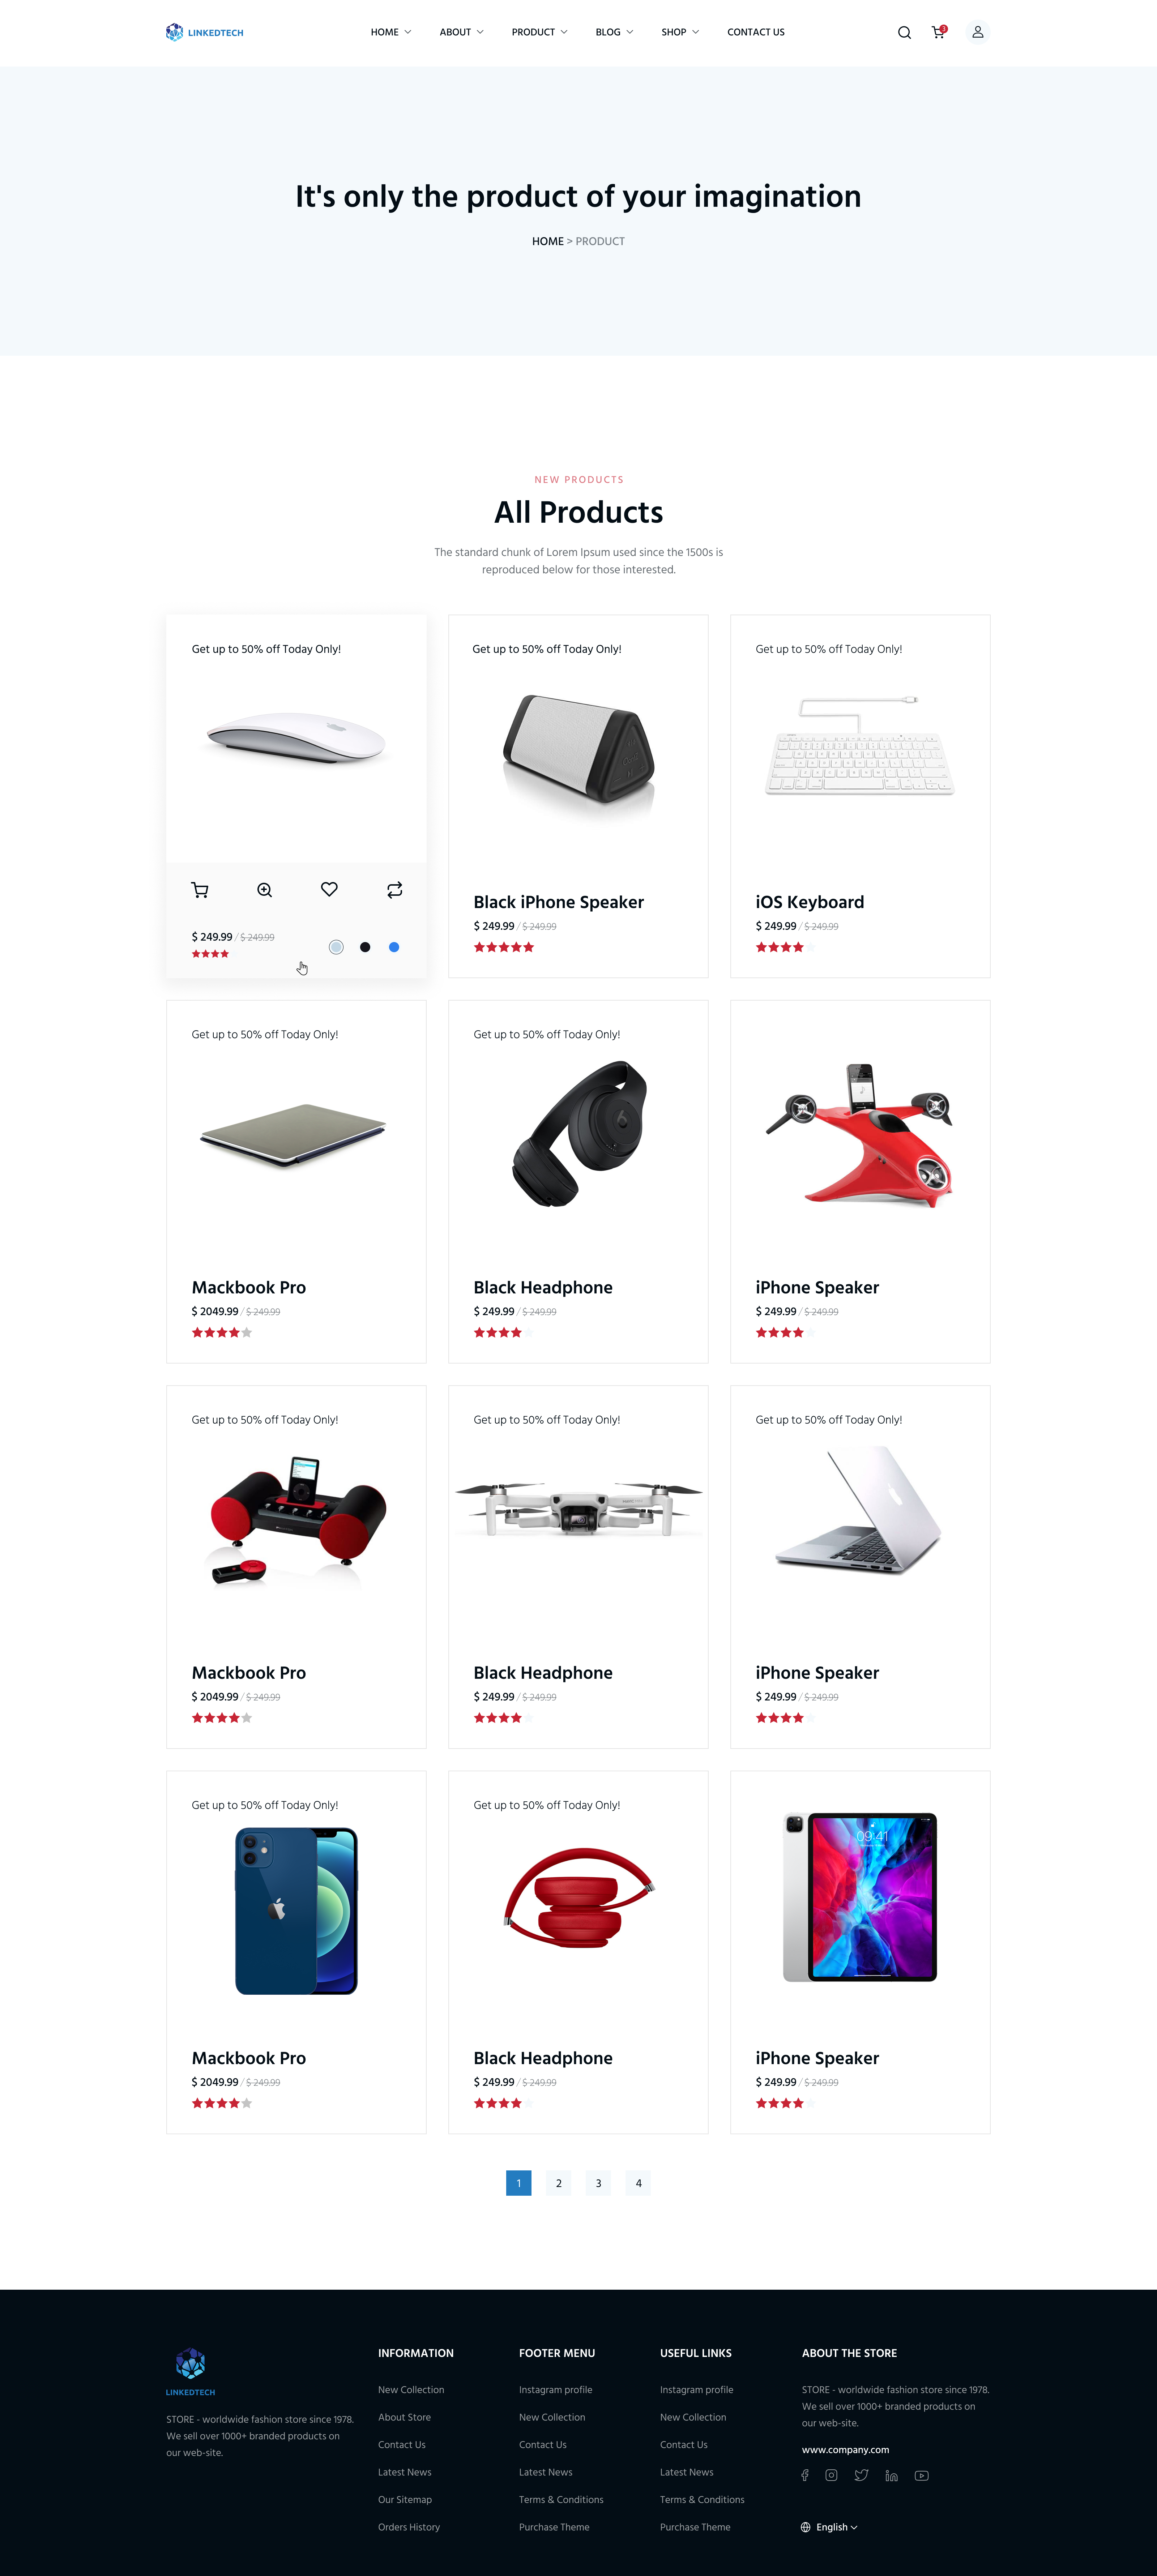 LINKEDTECH
HOME
ABOUT
PRODUCT
BLOG
SHOP
CONTACT US
3
It's only the product of your imagination
HOME > PRODUCT
NEW PRODUCTS
All Products
The standard chunk of Lorem Ipsum used since the 1500s is
reproduced below for those interested.
Get up to 50% off Today Only!
$ 249.99 / $ 249.99
Get up to 50% off Today Only!
Black iPhone Speaker
$ 249.99 / $ 249.99
Get up to 50% off Today Only!
iOS Keyboard
$ 249.99 / $ 249.99
Get up to 50% off Today Only!
Mackbook Pro
$ 2049.99 / $ 249.99
Get up to 50% off Today Only!
Black Headphone
$ 249.99 / $ 249.99
iPhone Speaker
$ 249.99 / $ 249.99
Get up to 50% off Today Only!
Mackbook Pro
$ 2049.99 / $ 249.99
Get up to 50% off Today Only!
Black Headphone
$ 249.99 / $ 249.99
Get up to 50% off Today Only!
iPhone Speaker
$ 249.99 / $ 249.99
Get up to 50% off Today Only!
Mackbook Pro
$ 2049.99 / $ 249.99
Get up to 50% off Today Only!
Black Headphone
$ 249.99 / $ 249.99
09:41
iPhone Speaker
$ 249.99 / $ 249.99
1
2
3
4
LINKEDTECH
STORE - worldwide fashion store since 1978.
We sell over 1000+ branded products on
our web-site.
INFORMATION
New Collection
About Store
Contact Us
Latest News
Our Sitemap
Orders History
FOOTER MENU
Instagram profile
New Collection
Contact Us
Latest News
Terms & Conditions
Purchase Theme
USEFUL LINKS
Instagram profile
New Collection
Contact Us
Latest News
Terms & Conditions
Purchase Theme
ABOUT THE STORE
STORE - worldwide fashion store since 1978.
We sell over 1000+ branded products on
our web-site.
www.company.com
English